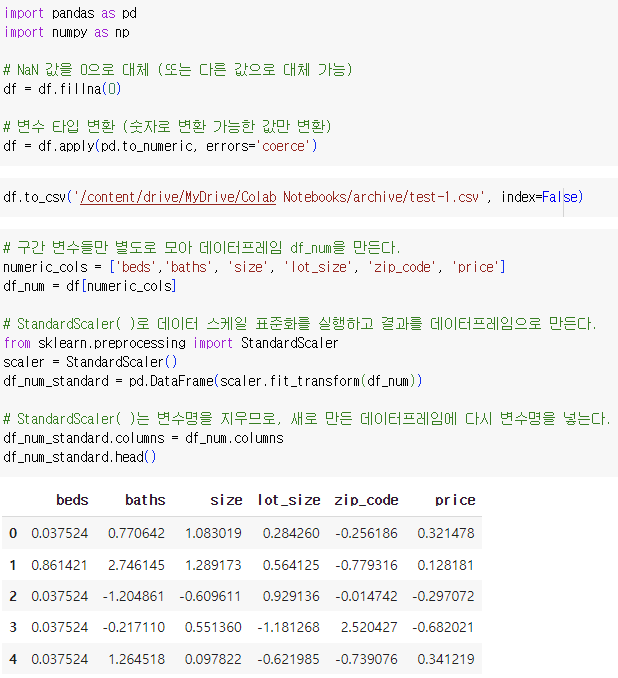 import pandas as pd
import numpy as np
# NaN 값을 0으로 대체 (또는 다른 값으로 대체 가능)
df = df.fillna(0)
# 변수 타입 변환 (숫자로 변환 가능한 값만 변환)
df = df.apply(pd.to_numeric, errors='coerce')
df.to_csv('/content/drive/MyDrive/Colab Notebooks/archive/test-1.csv', index=False)
# 구간 변수들만 별도로 모아 데이터프레임 df_num을 만든다.
numeric_cols = ['beds','baths', 'size', 'lot_size', 'zip_code', 'price']
df_num = df[numeric_cols]
# StandardScaler( )로 데이터 스케일 표준화를 실행하고 결과를 데이터프레임으로 만든다.
from sklearn.preprocessing import StandardScaler
scaler = StandardScaler()
df_num_standard = pd.DataFrame(scaler.fit_transform(df_num))
# StandardScaler( )는 변수명을 지우므로, 새로 만든 데이터프레임에 다시 변수명을 넣는다.
df_num_standard.columns = df_num.columns
df_num_standard.head()
beds baths size lot_size zip_code price
0 0.037524 0.770642 1.083019 0.284260 -0.256186 0.321478
1 0.861421 2.746145 1.289173 0.564125 -0.779316 0.128181
2 0.037524 -1.204861 -0.609611 0.929136 -0.014742 -0.297072
3 0.037524 -0.217110 0.551360 -1.181268 2.520427 -0.682021
4 0.037524 1.264518 0.097822 -0.621985 -0.739076 0.341219